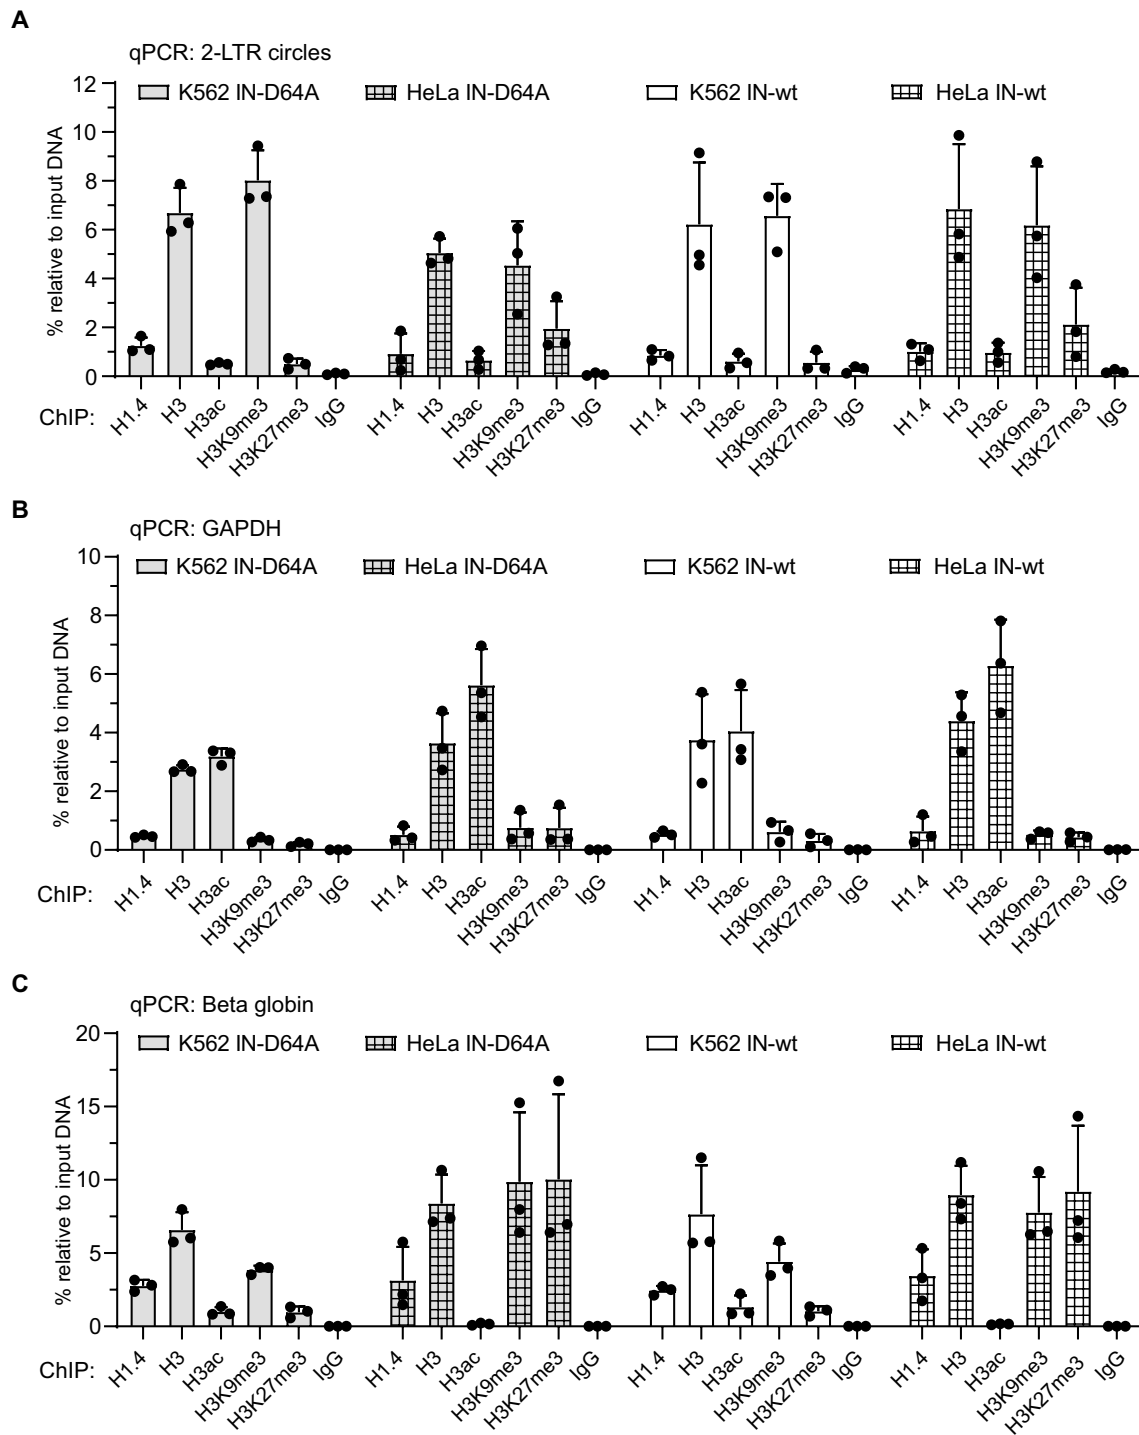 A
qPCR: 2-LTR circles
K562 IN-D64A HeLa IN-D64A K562 IN-wt HeLa IN-wt
% relative to input DNA
12
10
8
6
4
2
0
ChIP: H1.4 H3 H3ac H3K9me3 H3K27me3 IgG H1.4 H3 H3ac H3K9me3 H3K27me3 IgG H1.4 H3 H3ac H3K9me3 H3K27me3 IgG H1.4 H3 H3ac H3K9me3 H3K27me3 IgG
B
qPCR: GAPDH
K562 IN-D64A HeLa IN-D64A K562 IN-wt HeLa IN-wt
% relative to input DNA
10
8
6
4
2
0
ChIP: H1.4 H3 H3ac H3K9me3 H3K27me3 IgG H1.4 H3 H3ac H3K9me3 H3K27me3 IgG H1.4 H3 H3ac H3K9me3 H3K27me3 IgG H1.4 H3 H3ac H3K9me3 H3K27me3 IgG
C
qPCR: Beta globin
K562 IN-D64A HeLa IN-D64A K562 IN-wt HeLa IN-wt
% relative to input DNA
20
15
10
5
0
ChIP: H1.4 H3 H3ac H3K9me3 H3K27me3 IgG H1.4 H3 H3ac H3K9me3 H3K27me3 IgG H1.4 H3 H3ac H3K9me3 H3K27me3 IgG H1.4 H3 H3ac H3K9me3 H3K27me3 IgG